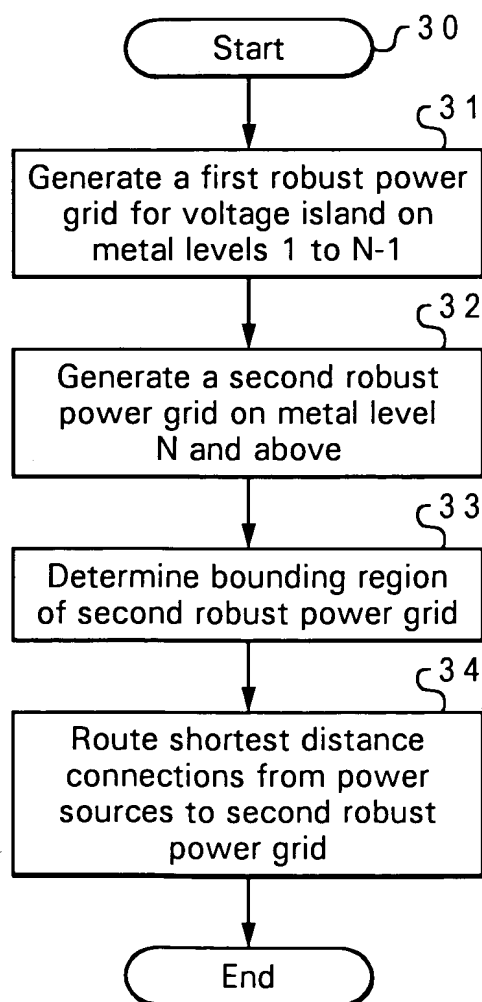 Start
30
31
Generate a first robust power
grid for voltage island on
metal levels 1 to N-1
32
Generate a second robust
power grid on metal level
N and above
33
Determine bounding region
of second robust power grid
34
Route shortest distance
connections from power
sources to second robust
power grid
End